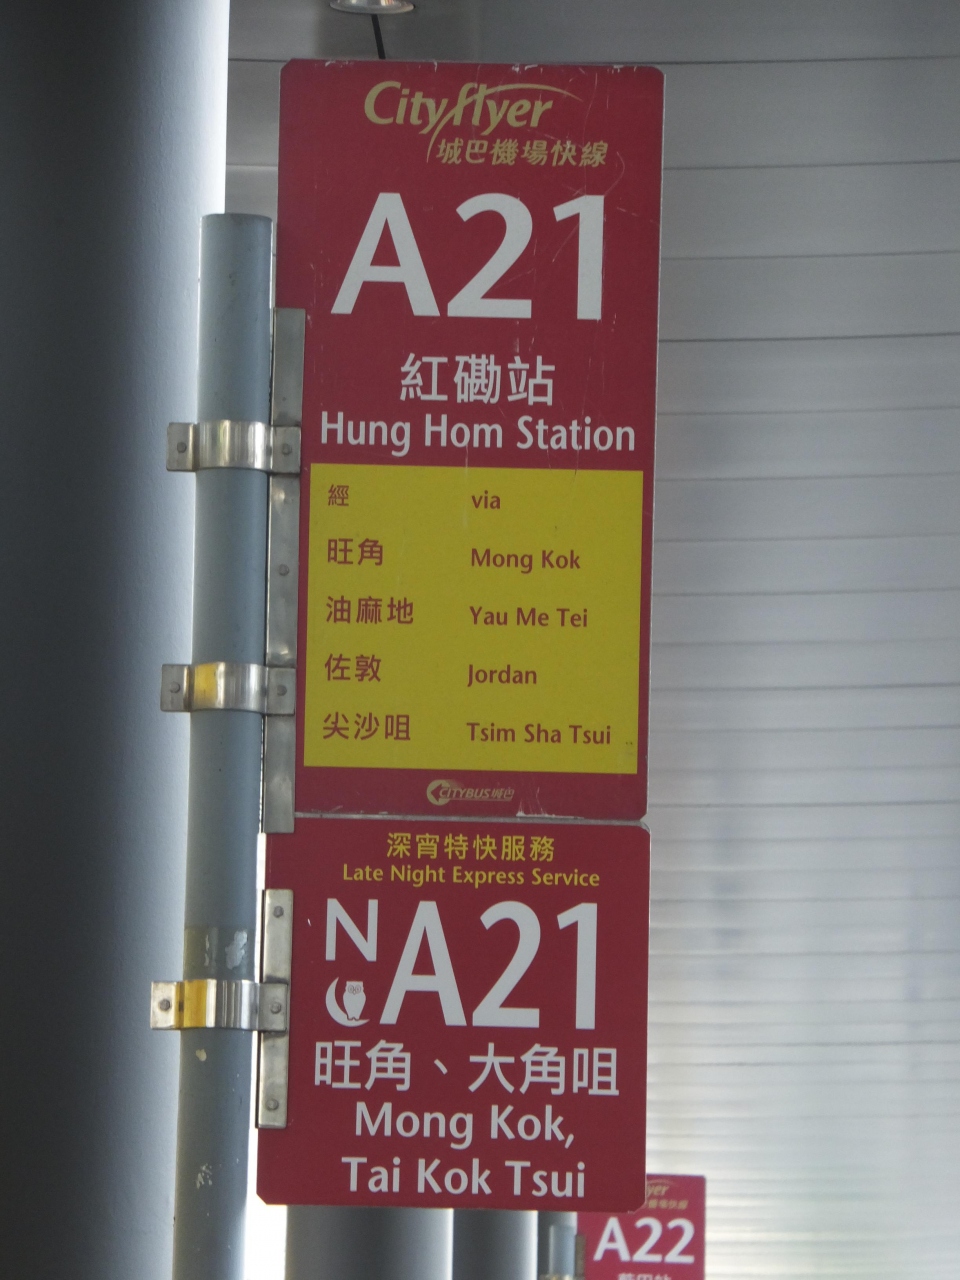 Cityflyer
城巴機場快線
A21
紅磡站
Hung Hom Station
經 via
旺角 Mong Kok
油麻地 Yau Me Tei
佐敦 Jordan
尖沙咀 Tsim Sha Tsui
CITYBUS城巴
深宵特快服務
Late Night Express Service
NA21
旺角、大角咀
Mong Kok,
Tai Kok Tsui
A22